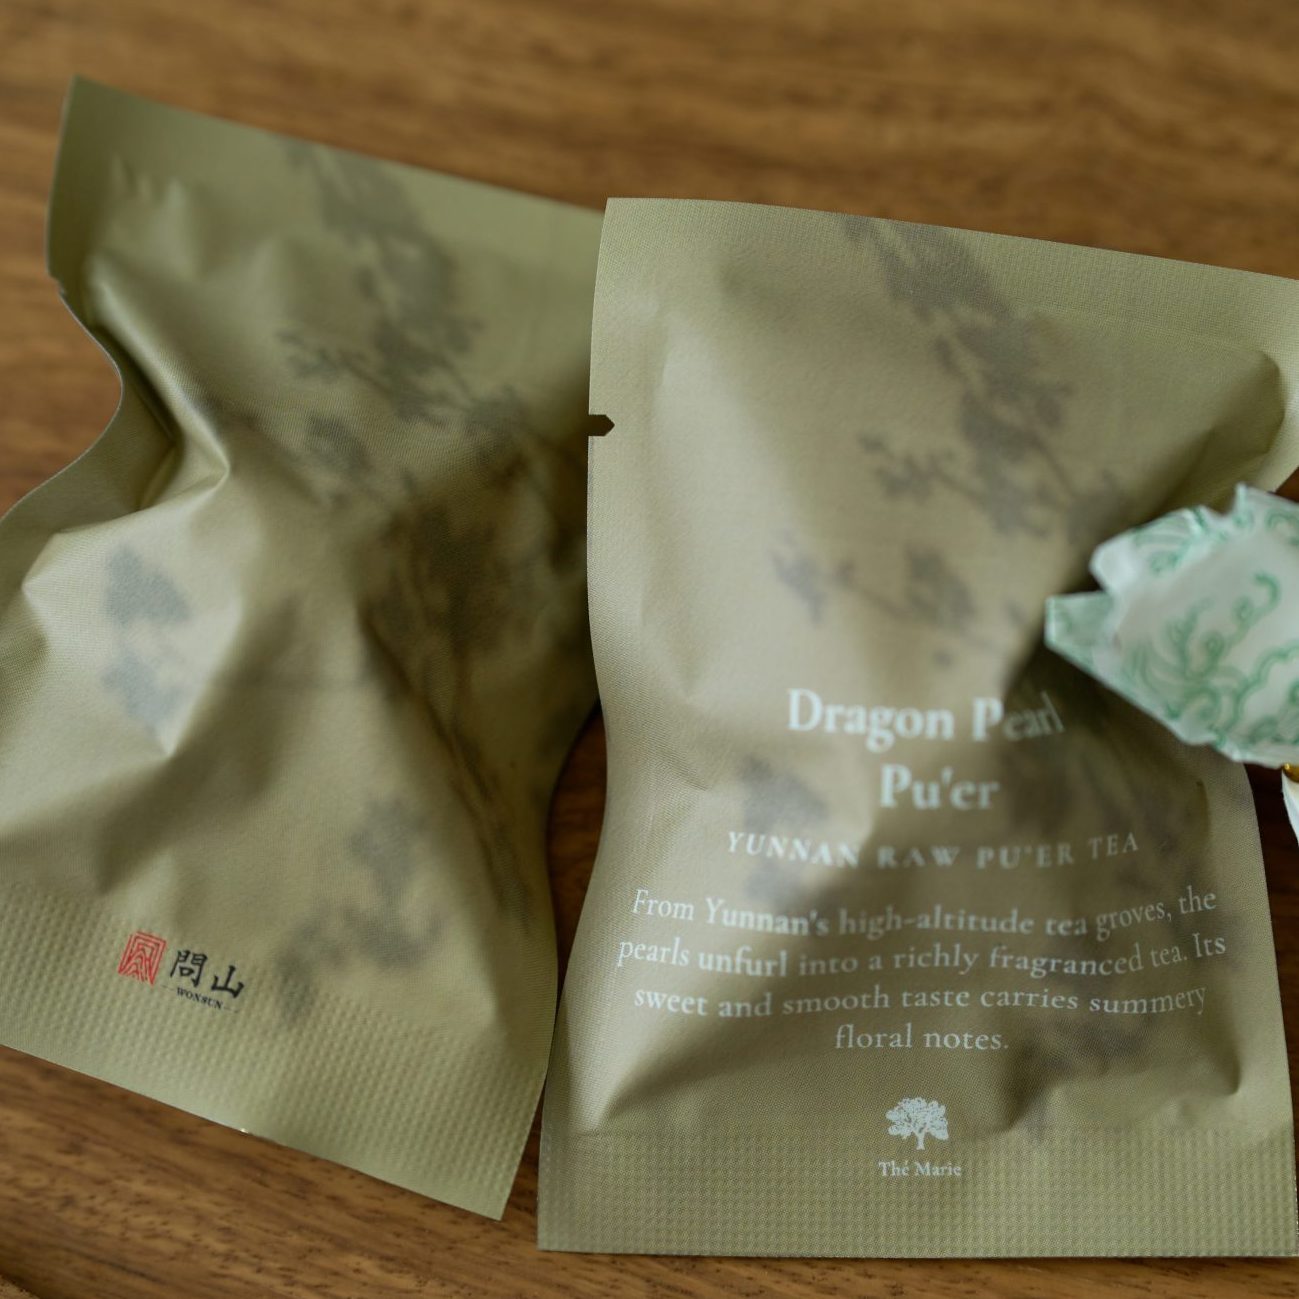 問山
WONSUN
Dragon Pearl
Pu'er
YUNNAN RAW PU'ER TEA
From Yunnan's high-altitude tea groves, the
pearls unfurl into a richly fragranced tea. Its
sweet and smooth taste carries summery
floral notes.
Thé Marie